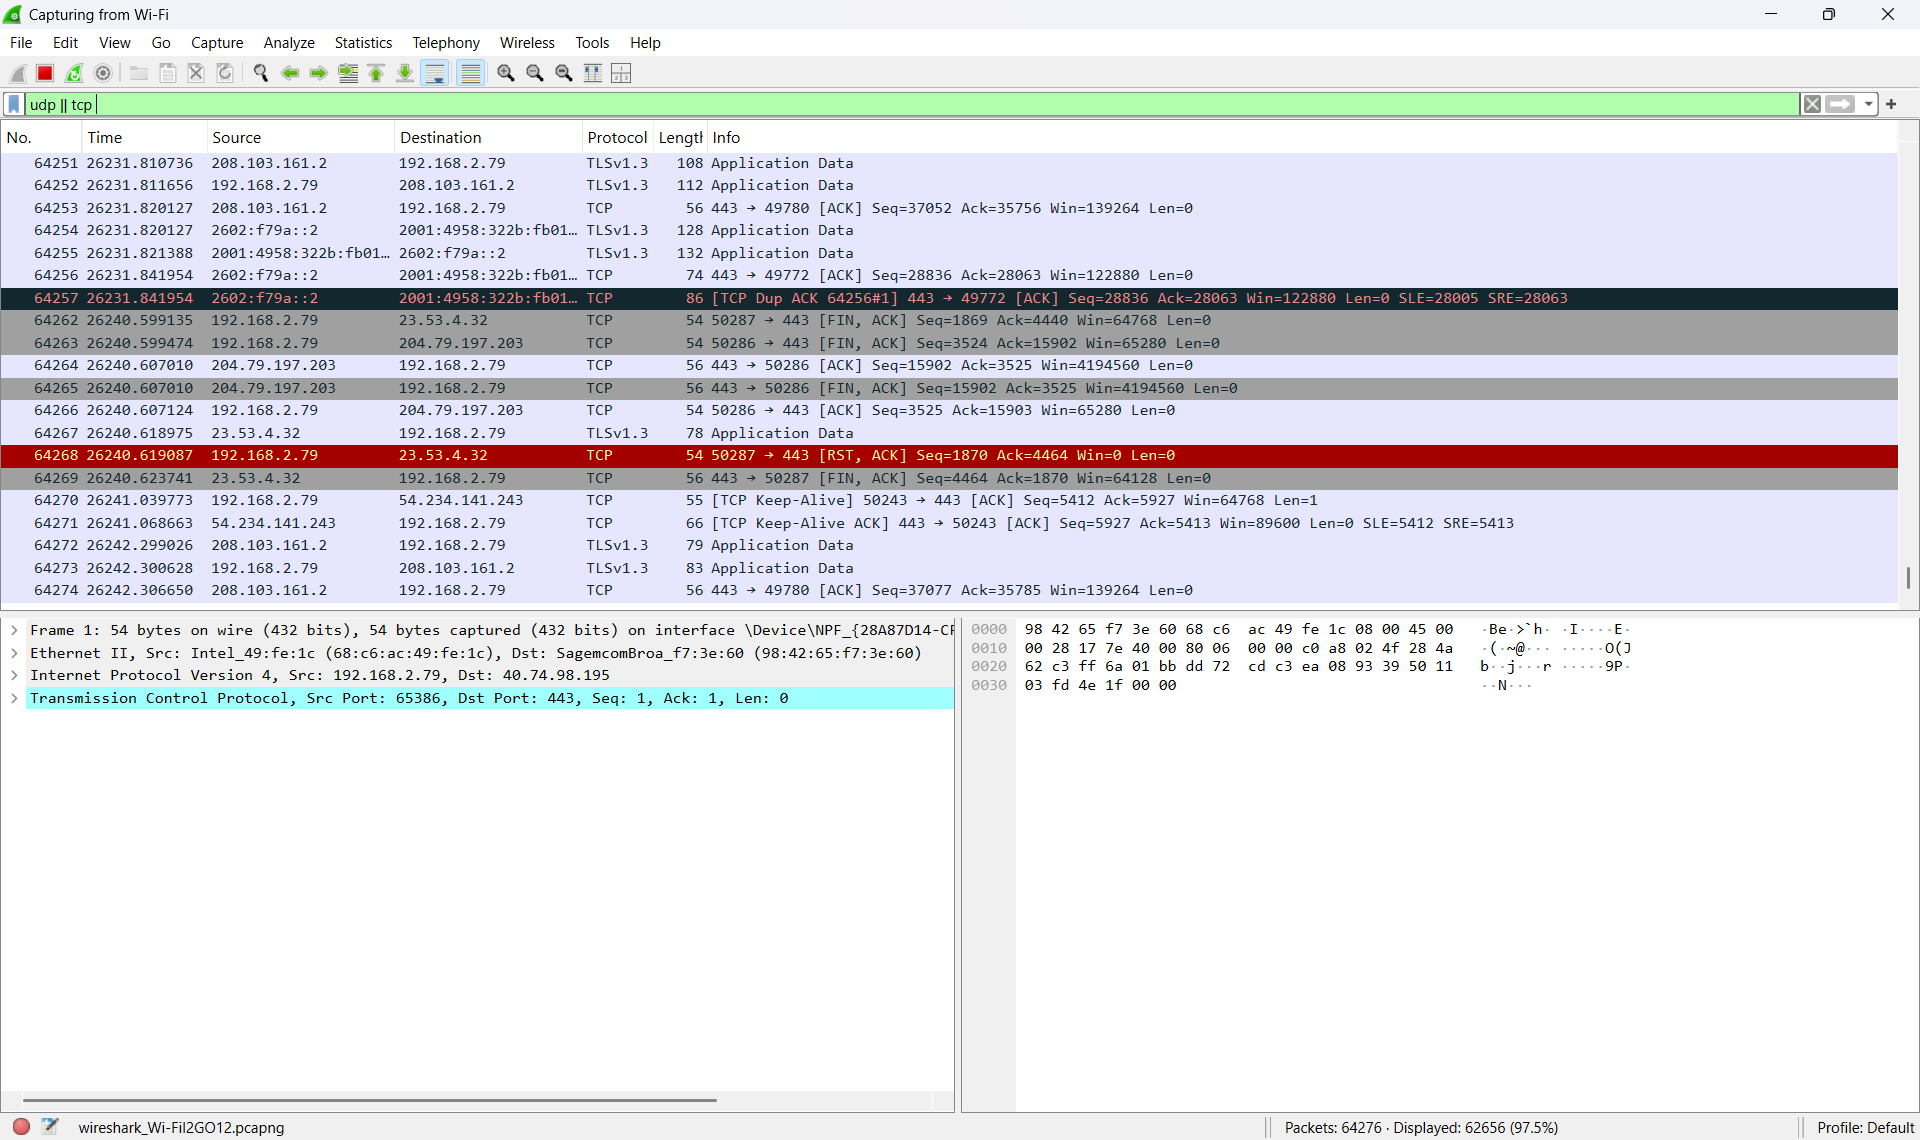 Capturing from Wi-Fi
File Edit View Go Capture Analyze Statistics Telephony Wireless Tools Help
udp || tcp
No. Time Source Destination Protocol Length Info
64251 26231.810736 208.103.161.2 192.168.2.79 TLSv1.3 108 Application Data
64252 26231.811656 192.168.2.79 208.103.161.2 TLSv1.3 112 Application Data
64253 26231.820127 208.103.161.2 192.168.2.79 TCP 56 443 → 49780 [ACK] Seq=37052 Ack=35756 Win=139264 Len=0
64254 26231.820127 2602:f79a::2 2001:4958:322b:fb01… TLSv1.3 128 Application Data
64255 26231.821388 2001:4958:322b:fb01… 2602:f79a::2 TLSv1.3 132 Application Data
64256 26231.841954 2602:f79a::2 2001:4958:322b:fb01… TCP 74 443 → 49772 [ACK] Seq=28836 Ack=28063 Win=122880 Len=0
64257 26231.841954 2602:f79a::2 2001:4958:322b:fb01… TCP 86 [TCP Dup ACK 64256#1] 443 → 49772 [ACK] Seq=28836 Ack=28063 Win=122880 Len=0 SLE=28005 SRE=28063
64262 26240.599135 192.168.2.79 23.53.4.32 TCP 54 50287 → 443 [FIN, ACK] Seq=1869 Ack=4440 Win=64768 Len=0
64263 26240.599474 192.168.2.79 204.79.197.203 TCP 54 50286 → 443 [FIN, ACK] Seq=3524 Ack=15902 Win=65280 Len=0
64264 26240.607010 204.79.197.203 192.168.2.79 TCP 56 443 → 50286 [ACK] Seq=15902 Ack=3525 Win=4194560 Len=0
64265 26240.607010 204.79.197.203 192.168.2.79 TCP 56 443 → 50286 [FIN, ACK] Seq=15902 Ack=3525 Win=4194560 Len=0
64266 26240.607124 192.168.2.79 204.79.197.203 TCP 54 50286 → 443 [ACK] Seq=3525 Ack=15903 Win=65280 Len=0
64267 26240.618975 23.53.4.32 192.168.2.79 TLSv1.3 78 Application Data
64268 26240.619087 192.168.2.79 23.53.4.32 TCP 54 50287 → 443 [RST, ACK] Seq=1870 Ack=4464 Win=0 Len=0
64269 26240.623741 23.53.4.32 192.168.2.79 TCP 56 443 → 50287 [FIN, ACK] Seq=4464 Ack=1870 Win=64128 Len=0
64270 26241.039773 192.168.2.79 54.234.141.243 TCP 55 [TCP Keep-Alive] 50243 → 443 [ACK] Seq=5412 Ack=5927 Win=64768 Len=1
64271 26241.068663 54.234.141.243 192.168.2.79 TCP 66 [TCP Keep-Alive ACK] 443 → 50243 [ACK] Seq=5927 Ack=5413 Win=89600 Len=0 SLE=5412 SRE=5413
64272 26242.299026 208.103.161.2 192.168.2.79 TLSv1.3 79 Application Data
64273 26242.300628 192.168.2.79 208.103.161.2 TLSv1.3 83 Application Data
64274 26242.306650 208.103.161.2 192.168.2.79 TCP 56 443 → 49780 [ACK] Seq=37077 Ack=35785 Win=139264 Len=0
Frame 1: 54 bytes on wire (432 bits), 54 bytes captured (432 bits) on interface \Device\NPF_{28A87D14-CF
Ethernet II, Src: Intel_49:fe:1c (68:c6:ac:49:fe:1c), Dst: SagemcomBroa_f7:3e:60 (98:42:65:f7:3e:60)
Internet Protocol Version 4, Src: 192.168.2.79, Dst: 40.74.98.195
Transmission Control Protocol, Src Port: 65386, Dst Port: 443, Seq: 1, Ack: 1, Len: 0
0000 98 42 65 f7 3e 60 68 c6 ac 49 fe 1c 08 00 45 00 ·Be·>`h· ·I····E·
0010 00 28 17 7e 40 00 80 06 00 00 c0 a8 02 4f 28 4a ·(·~@··· ·····O(J
0020 62 c3 ff 6a 01 bb dd 72 cd c3 ea 08 93 39 50 11 b··j···r ·····9P·
0030 03 fd 4e 1f 00 00 ··N···
wireshark_Wi-FiI2GO12.pcapng
Packets: 64276 · Displayed: 62656 (97.5%)
Profile: Default